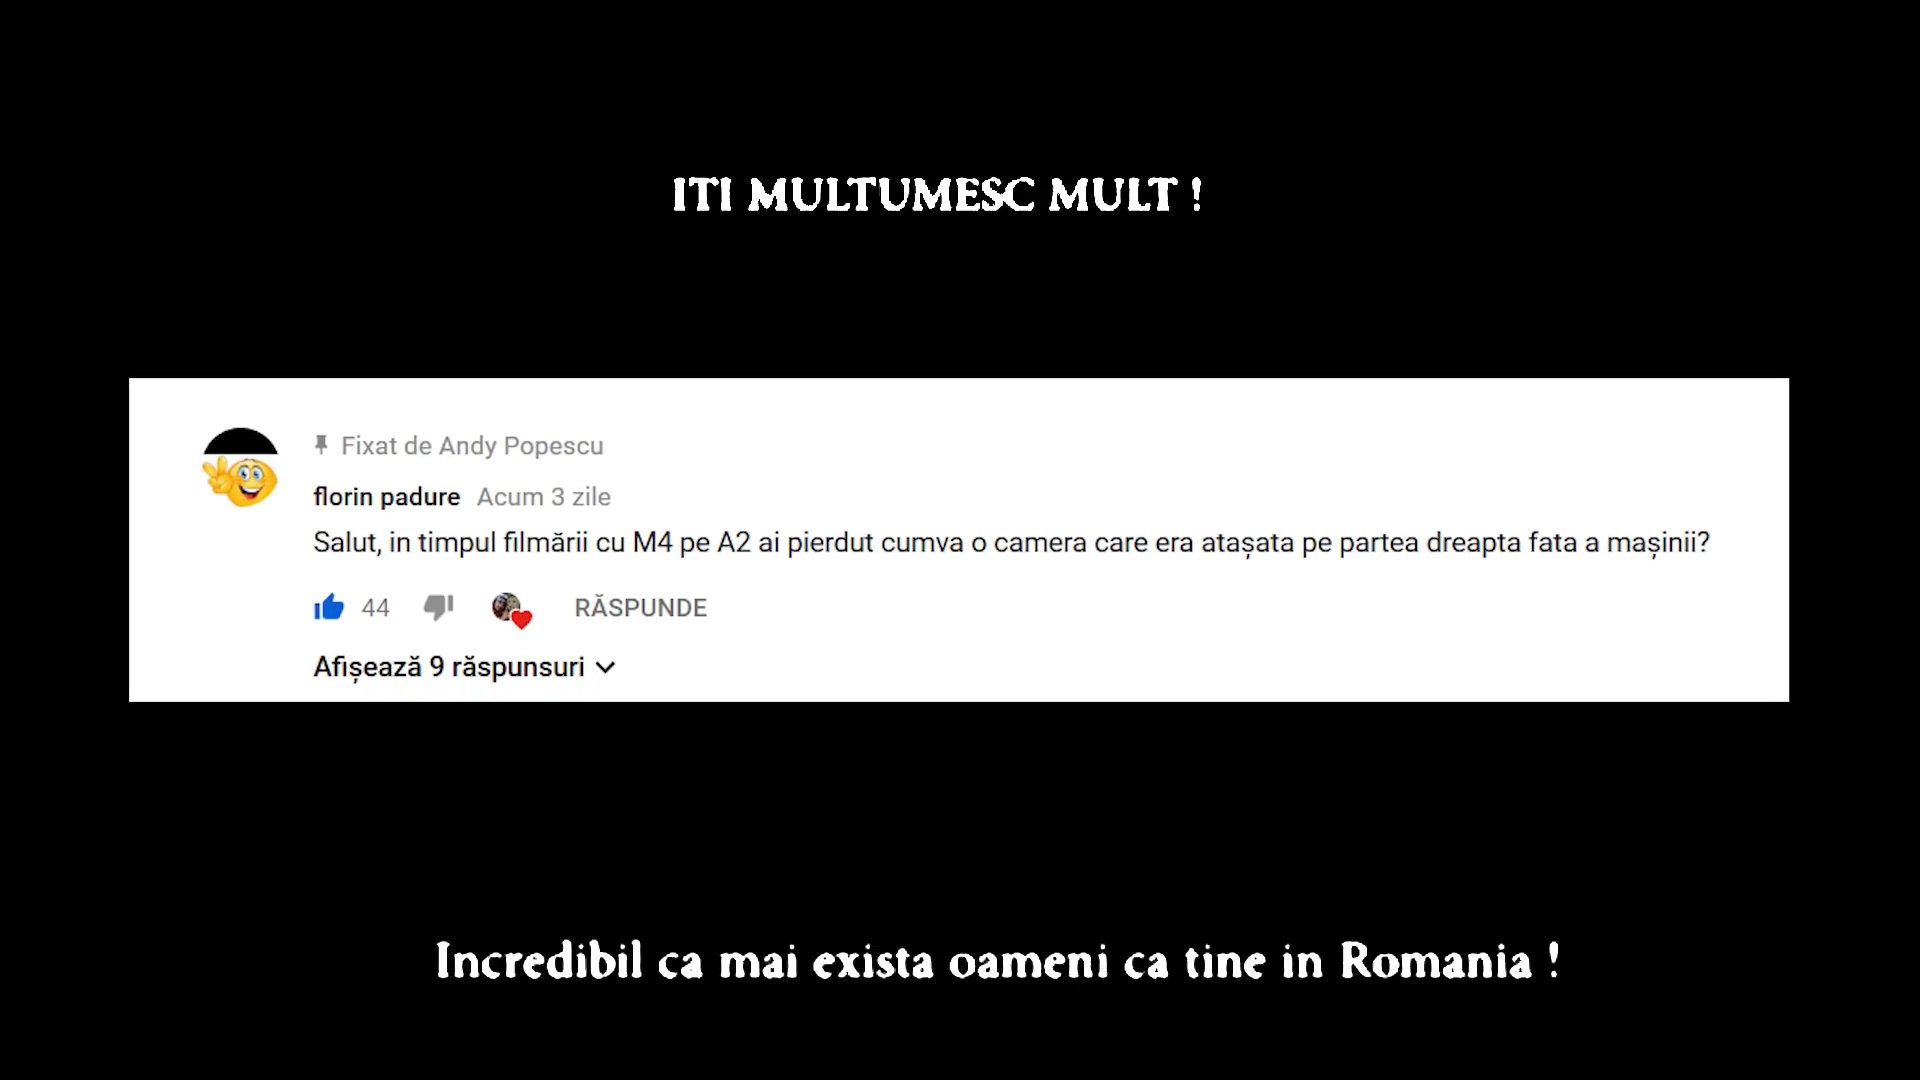 ITI MULTUMESC MULT !
Fixat de Andy Popescu
florin padure Acum 3 zile
Salut, in timpul filmării cu M4 pe A2 ai pierdut cumva o camera care era atașata pe partea dreapta fata a mașinii?
44 RĂSPUNDE
Afișează 9 răspunsuri
Incredibil ca mai exista oameni ca tine in Romania !